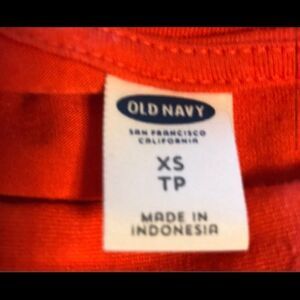 OLD NAVY
SAN FRANCISCO
CALIFORNIA
XS
TP
MADE IN
INDONESIA